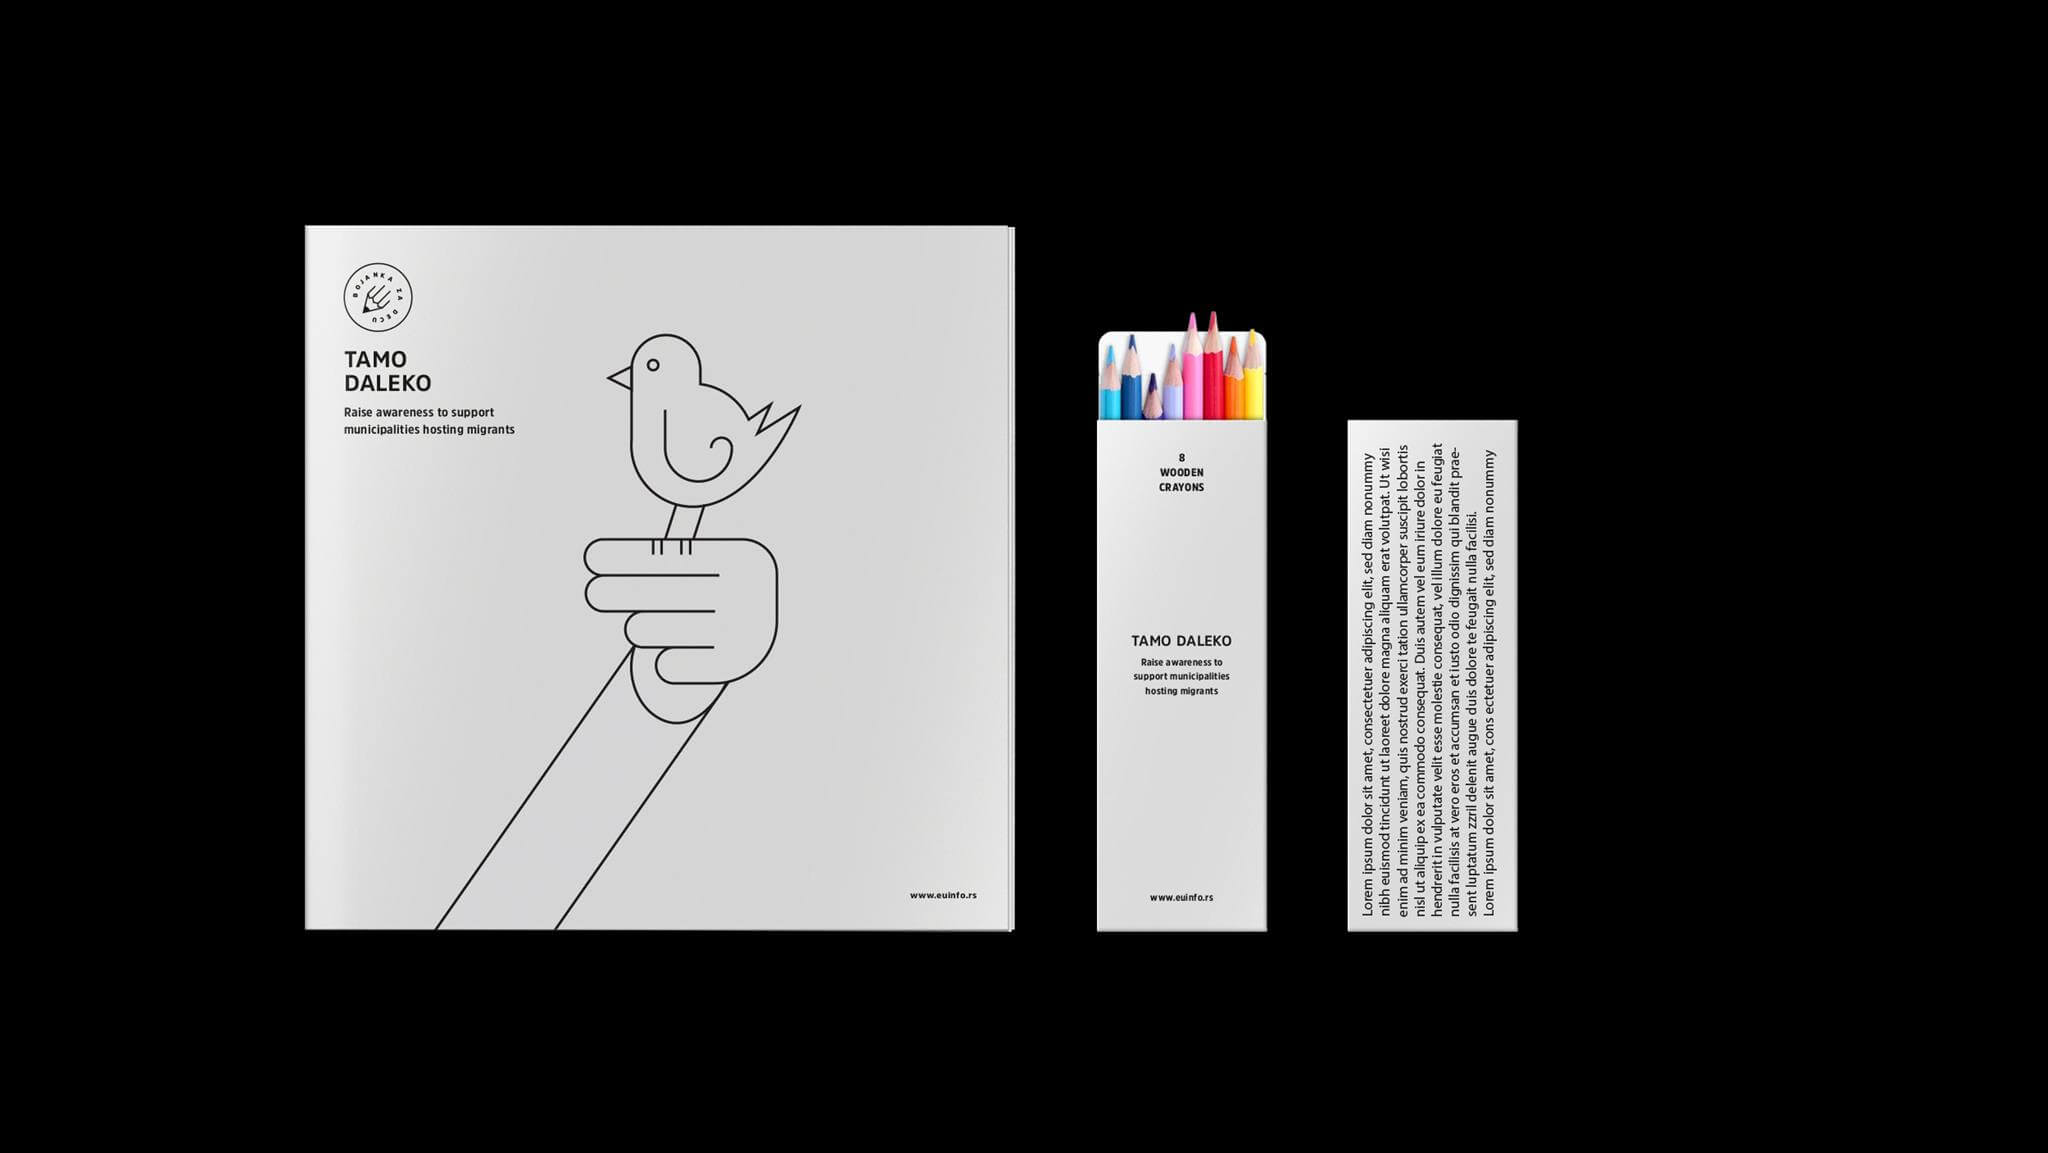 BOJANKA ZA DECU
TAMO
DALEKO
Raise awareness to support
municipalities hosting migrants
www.euinfo.rs
8
WOODEN
CRAYONS
TAMO DALEKO
Raise awareness to
support municipalities
hosting migrants
www.euinfo.rs
Lorem ipsum dolor sit amet, consectetuer adipiscing elit, sed diam nonummy
nibh euismod tincidunt ut laoreet dolore magna aliquam erat volutpat. Ut wisi
enim ad minim veniam, quis nostrud exerci tation ullamcorper suscipit lobortis
nisl ut aliquip ex ea commodo consequat. Duis autem vel eum iriure dolor in
hendrerit in vulputate velit esse molestie consequat, vel illum dolore eu feugiat
nulla facilisis at vero eros et accumsan et iusto odio dignissim qui blandit prae-
sent luptatum zzril delenit augue duis dolore te feugait nulla facilisi.
Lorem ipsum dolor sit amet, cons ectetuer adipiscing elit, sed diam nonummy